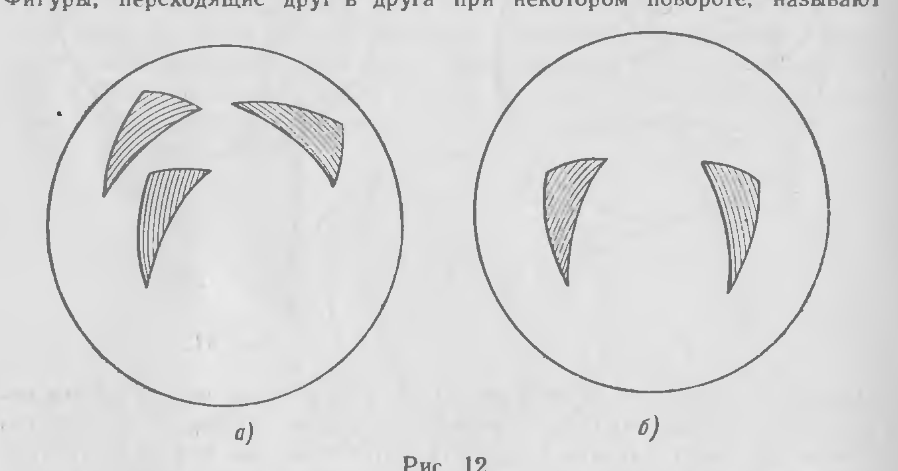 Фигуры, переходящие друг в друга при некотором повороте, называют
а)
б)
Рис 12